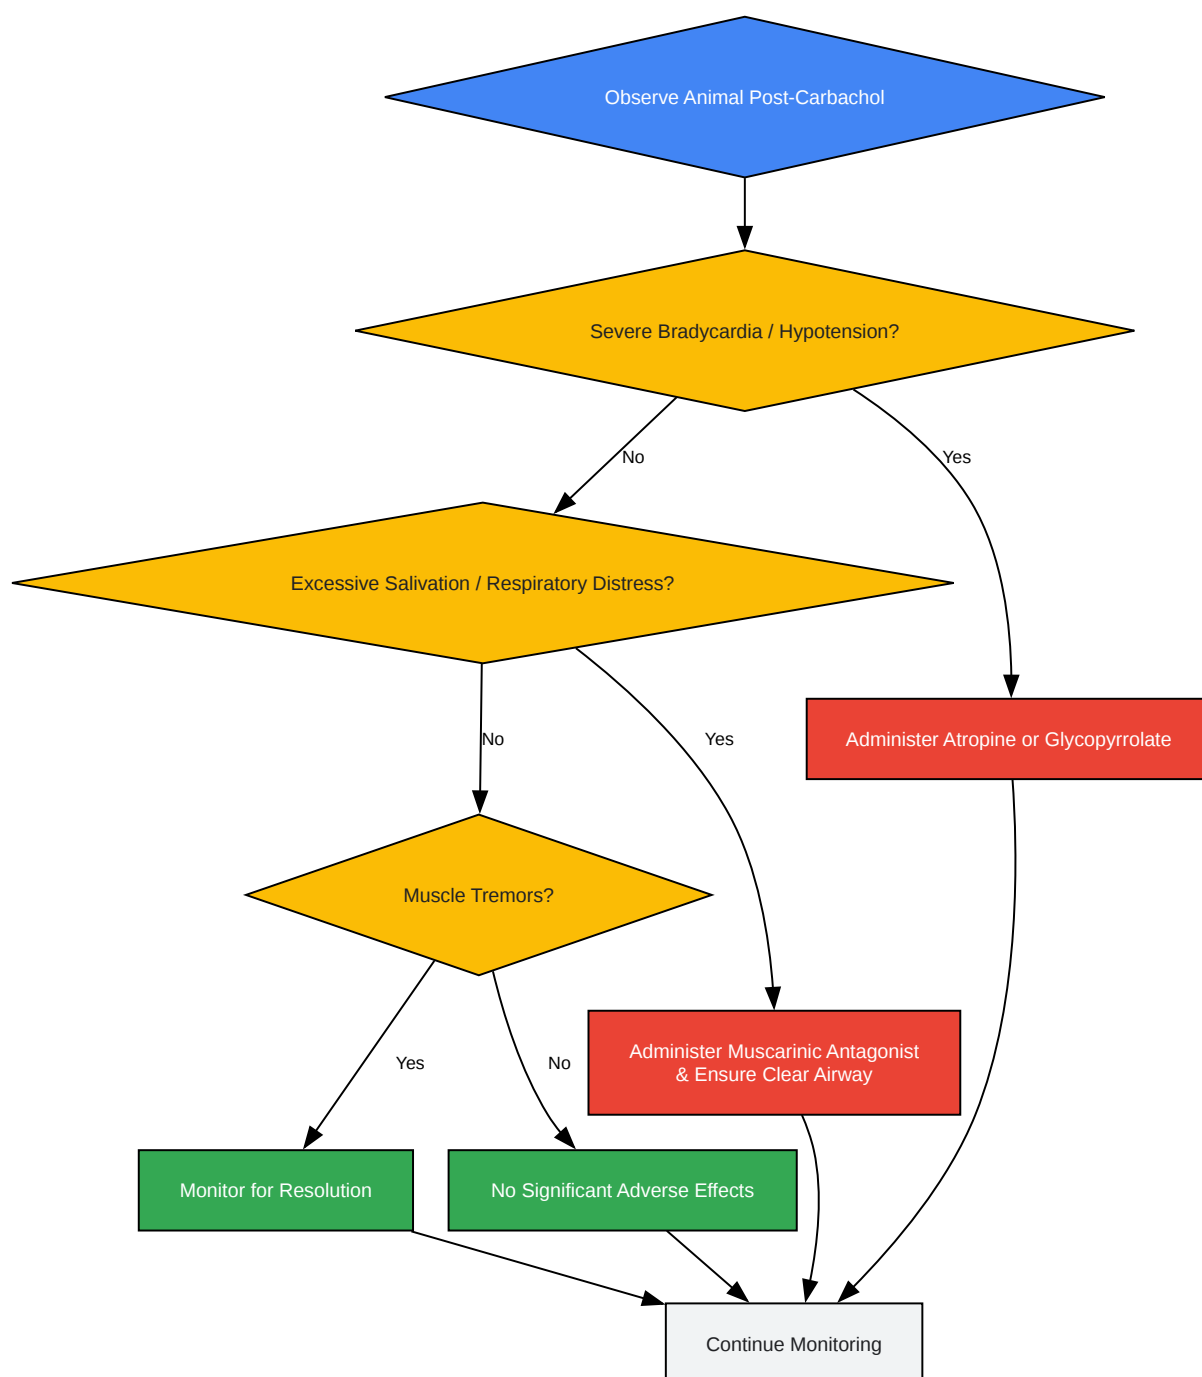 Observe Animal Post-Carbachol
Severe Bradycardia / Hypotension?
No
Yes
Excessive Salivation / Respiratory Distress?
No
Yes
Administer Atropine or Glycopyrrolate
Muscle Tremors?
Yes
No
Administer Muscarinic Antagonist
& Ensure Clear Airway
Monitor for Resolution
No Significant Adverse Effects
Continue Monitoring